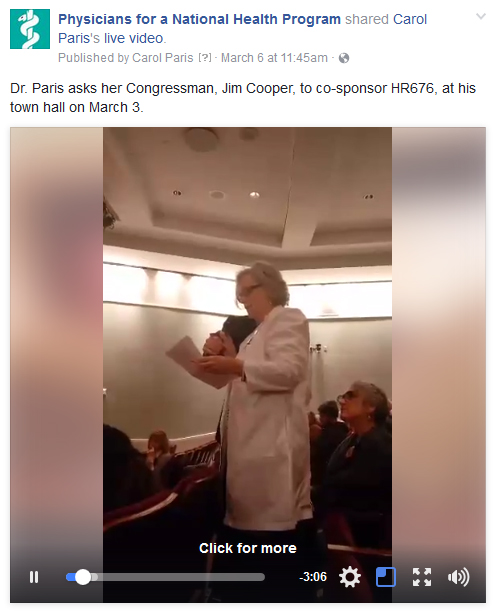 Physicians for a National Health Program shared Carol
Paris's live video.
Published by Carol Paris [?] · March 6 at 11:45am ·
Dr. Paris asks her Congressman, Jim Cooper, to co-sponsor HR676, at his
town hall on March 3.
Click for more
-3:06